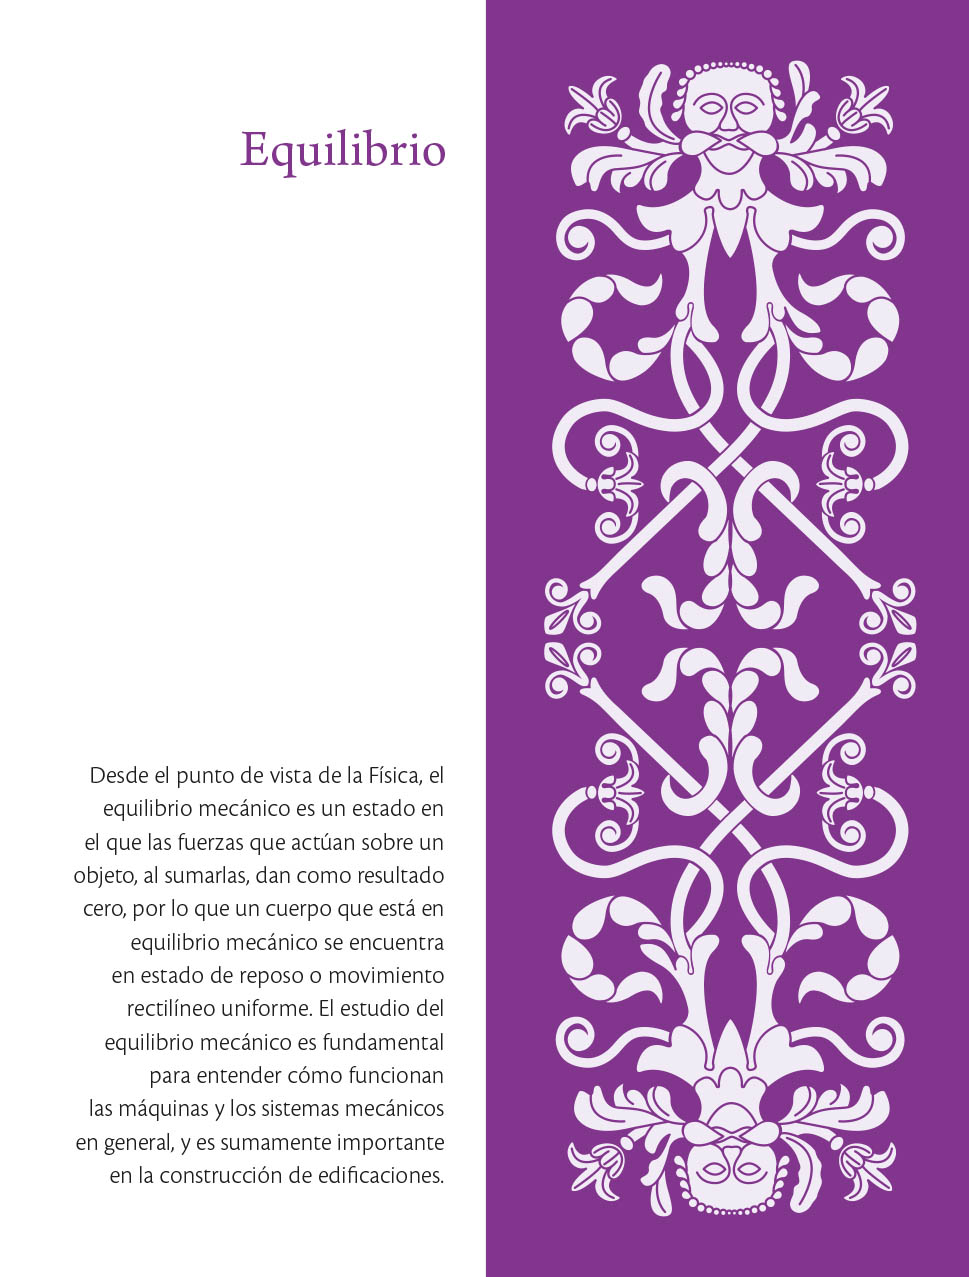 Equilibrio
Desde el punto de vista de la Física, el
equilibrio mecánico es un estado en
el que las fuerzas que actúan sobre un
objeto, al sumarlas, dan como resultado
cero, por lo que un cuerpo que está en
equilibrio mecánico se encuentra
en estado de reposo o movimiento
rectilíneo uniforme. El estudio del
equilibrio mecánico es fundamental
para entender cómo funcionan
las máquinas y los sistemas mecánicos
en general, y es sumamente importante
en la construcción de edificaciones.